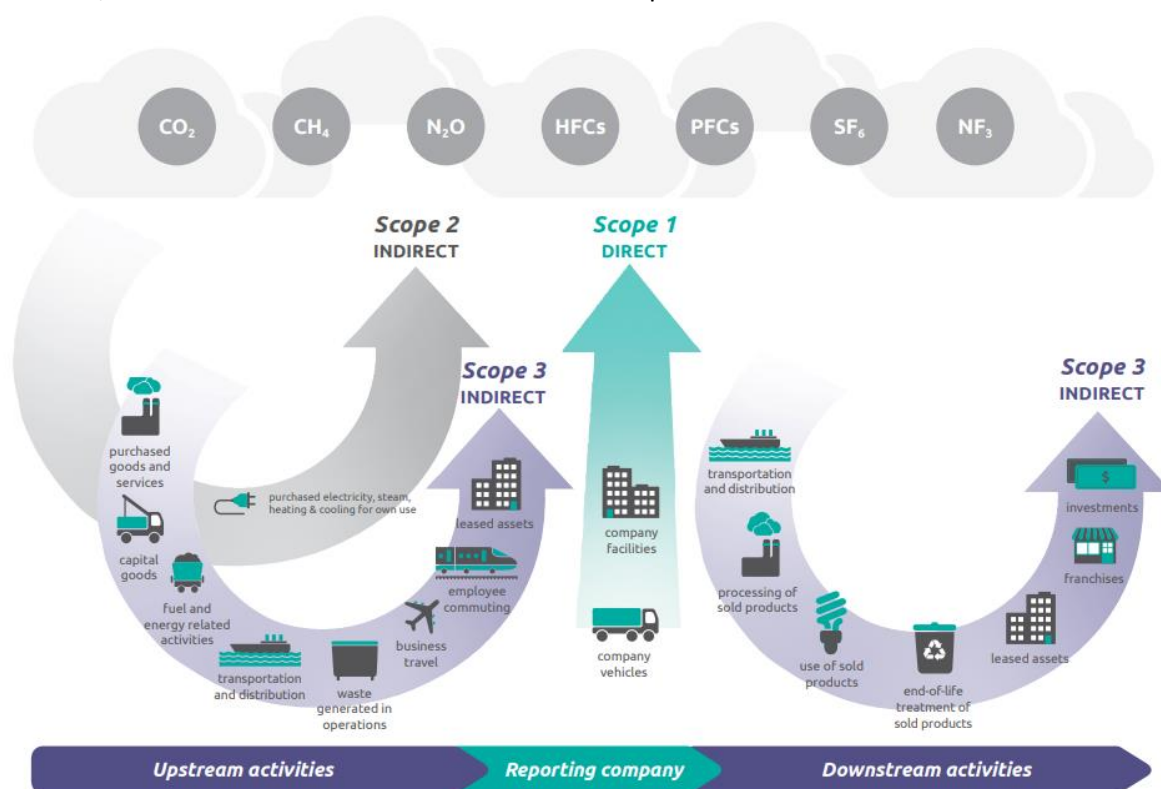 CO₂
CH₄
N₂O
HFCs
PFCs
SF₆
NF₃
Scope 2
INDIRECT
Scope 1
DIRECT
Scope 3
INDIRECT
Scope 3
INDIRECT
purchased
goods and
services
capital
goods
fuel and
energy related
activities
transportation
and distribution
waste
generated in
operations
business
travel
employee
commuting
leased assets
purchased electricity, steam,
heating & cooling for own use
company
facilities
company
vehicles
transportation
and distribution
processing of
sold products
use of sold
products
end-of-life
treatment of
sold products
leased assets
franchises
$
investments
Upstream activities
Reporting company
Downstream activities